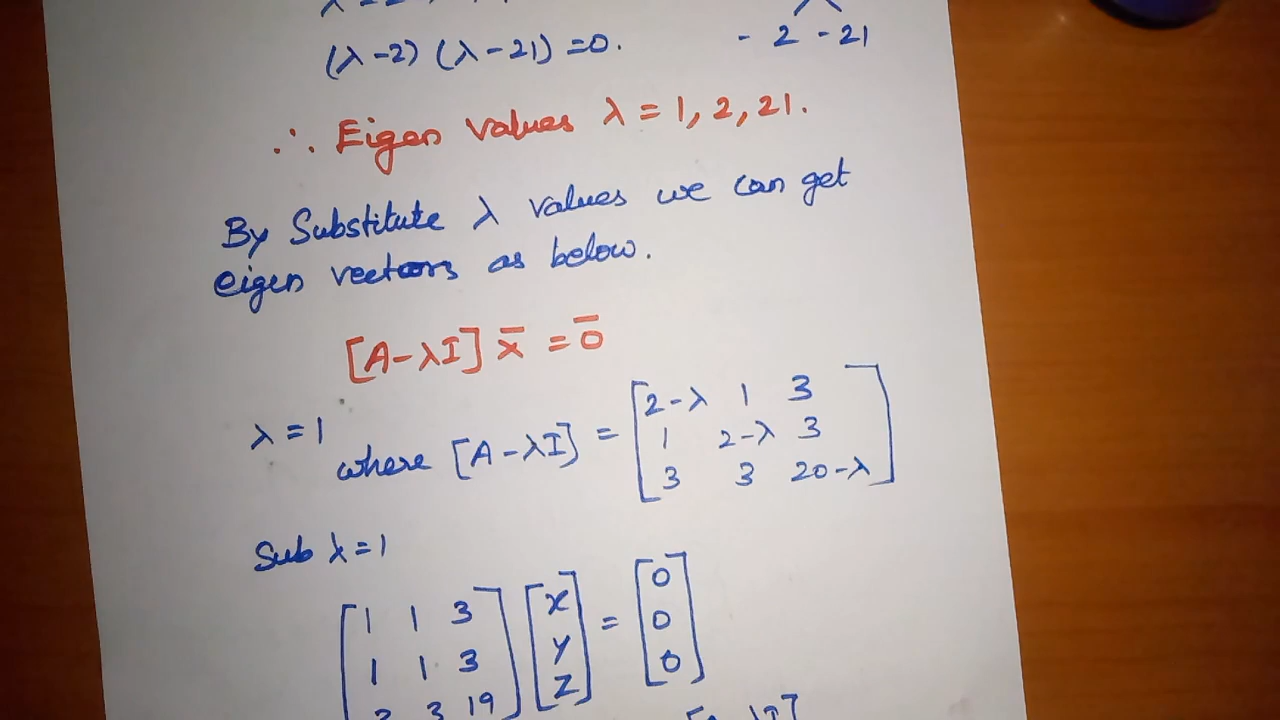 (λ-2) (λ-21) =0. - 2 -21
∴ Eigen values λ = 1, 2, 21.
By Substitute λ values we can get
eigen vectors as below.
[A-λI] x̄ = ō
λ=1
where [A-λI] = [2-λ 1 3
1 2-λ 3
3 3 20-λ]
Sub λ=1
[1 1 3] [x] = [0]
[1 1 3] [y] [0]
3 19] [z] [0]